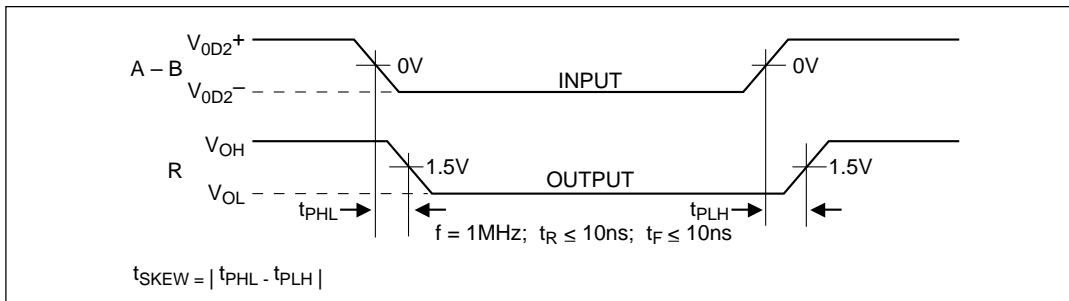 V0D2+
A – B
0V
0V
INPUT
V0D2–
VOH
R
1.5V
1.5V
OUTPUT
VOL
tPHL
tPLH
f = 1MHz; tR ≤ 10ns; tF ≤ 10ns
tSKEW = | tPHL - tPLH |